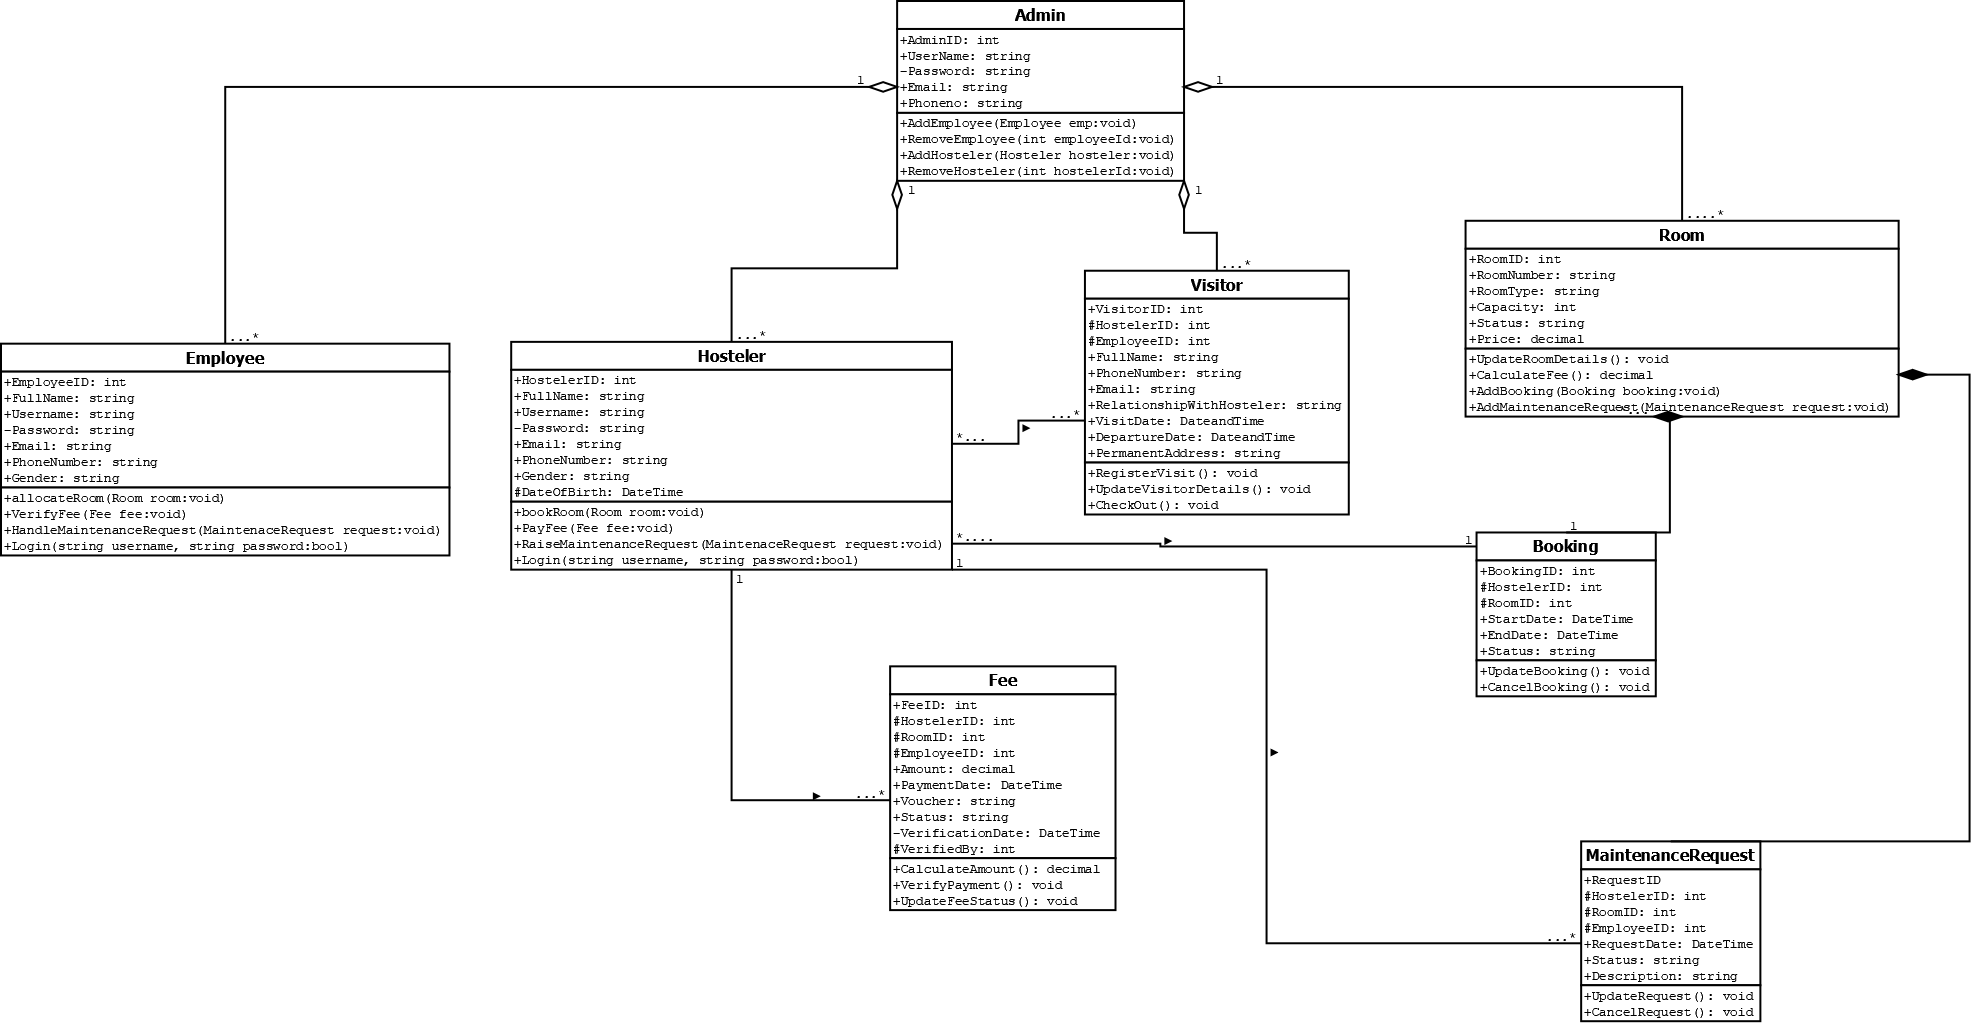 Admin
+AdminID: int
+UserName: string
-Password: string
+Email: string
+Phoneno: string
+AddEmployee(Employee emp:void)
+RemoveEmployee(int employeeId:void)
+AddHosteler(Hosteler hosteler:void)
+RemoveHosteler(int hostelerId:void)
1
1
1
1
...*
...*
...*
....*
Employee
+EmployeeID: int
+FullName: string
+Username: string
-Password: string
+Email: string
+PhoneNumber: string
+Gender: string
+allocateRoom(Room room:void)
+VerifyFee(Fee fee:void)
+HandleMaintenanceRequest(MaintenaceRequest request:void)
+Login(string username, string password:bool)
Hosteler
+HostelerID: int
+FullName: string
+Username: string
-Password: string
+Email: string
+PhoneNumber: string
+Gender: string
#DateOfBirth: DateTime
+bookRoom(Room room:void)
+PayFee(Fee fee:void)
+RaiseMaintenanceRequest(MaintenaceRequest request:void)
+Login(string username, string password:bool)
*...
...*
*....
1
1
1
Visitor
+VisitorID: int
#HostelerID: int
#EmployeeID: int
+FullName: string
+PhoneNumber: string
+Email: string
+RelationshipWithHosteler: string
+VisitDate: DateandTime
+DepartureDate: DateandTime
+PermanentAddress: string
+RegisterVisit(): void
+UpdateVisitorDetails(): void
+CheckOut(): void
Room
+RoomID: int
+RoomNumber: string
+RoomType: string
+Capacity: int
+Status: string
+Price: decimal
+UpdateRoomDetails(): void
+CalculateFee(): decimal
+AddBooking(Booking booking:void)
+AddMaintenanceRequest(MaintenanceRequest request:void)
*...
1
Booking
+BookingID: int
#HostelerID: int
#RoomID: int
+StartDate: DateTime
+EndDate: DateTime
+Status: string
+UpdateBooking(): void
+CancelBooking(): void
Fee
+FeeID: int
#HostelerID: int
#RoomID: int
#EmployeeID: int
+Amount: decimal
+PaymentDate: DateTime
+Voucher: string
+Status: string
-VerificationDate: DateTime
#VerifiedBy: int
+CalculateAmount(): decimal
+VerifyPayment(): void
+UpdateFeeStatus(): void
...*
MaintenanceRequest
+RequestID
#HostelerID: int
#RoomID: int
#EmployeeID: int
+RequestDate: DateTime
+Status: string
+Description: string
+UpdateRequest(): void
+CancelRequest(): void
...*